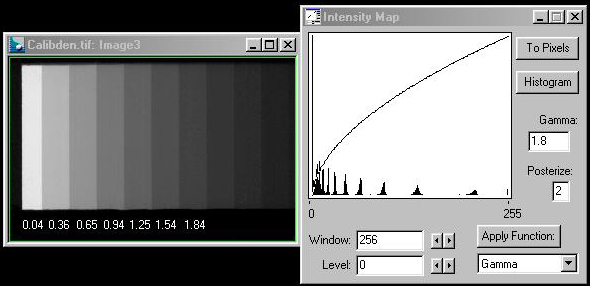 Calibden.tif: Image3
0.04 0.36 0.65 0.94 1.25 1.54 1.84
Intensity Map
To Pixels
Histogram
Gamma:
1.8
Posterize:
2
0 255
Window: 256
Level: 0
Apply Function:
Gamma